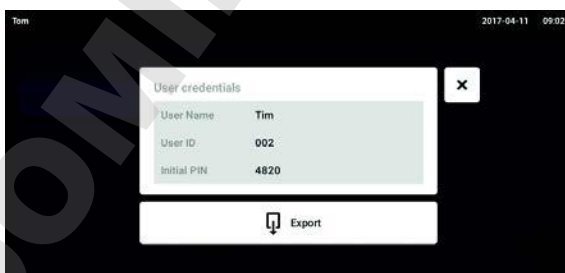 Tom 2017-04-11 09:02
User credentials
User Name Tim
User ID 002
Initial PIN 4820
Export